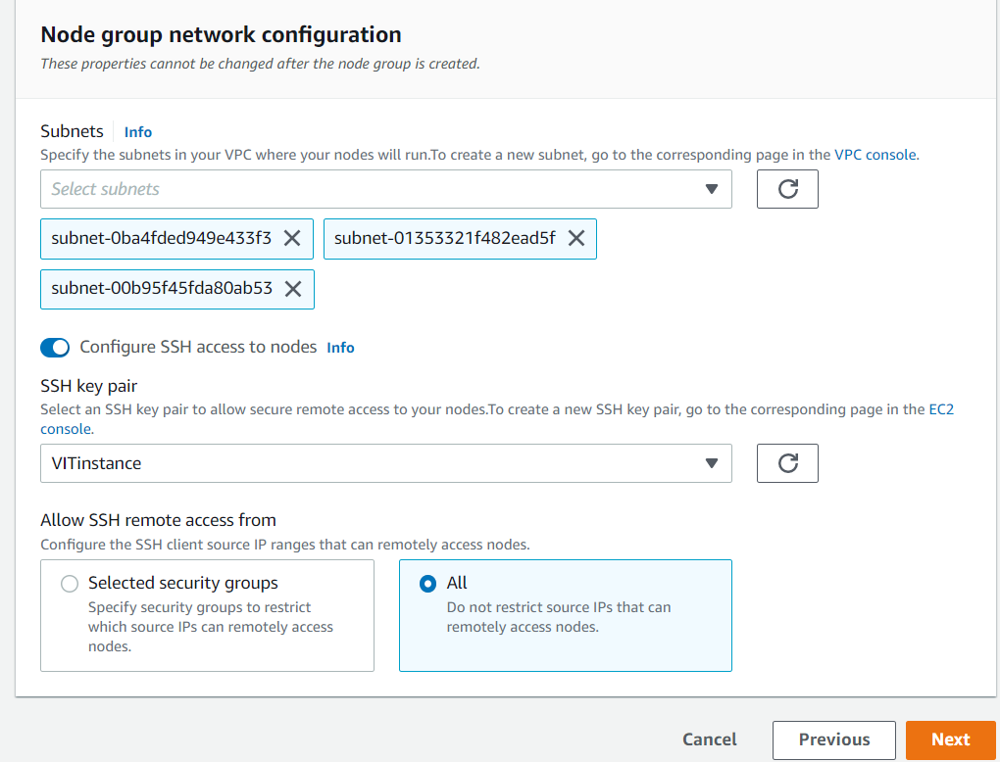 Node group network configuration
These properties cannot be changed after the node group is created.
Subnets Info
Specify the subnets in your VPC where your nodes will run.To create a new subnet, go to the corresponding page in the VPC console.
Select subnets
subnet-0ba4fded949e433f3 subnet-01353321f482ead5f
subnet-00b95f45fda80ab53
Configure SSH access to nodes Info
SSH key pair
Select an SSH key pair to allow secure remote access to your nodes.To create a new SSH key pair, go to the corresponding page in the EC2
console.
VITinstance
Allow SSH remote access from
Configure the SSH client source IP ranges that can remotely access nodes.
Selected security groups
Specify security groups to restrict
which source IPs can remotely access
nodes.
All
Do not restrict source IPs that can
remotely access nodes.
Cancel Previous Next